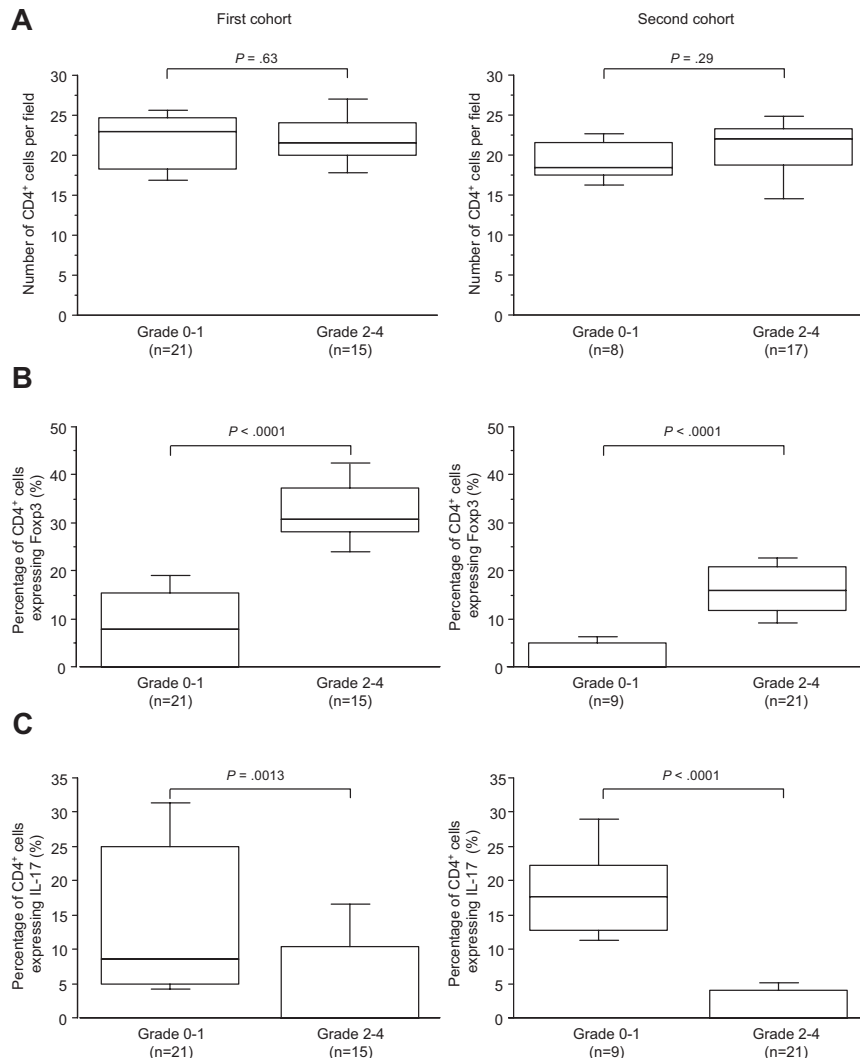 A
First cohort
Second cohort
P = .63
P = .29
Number of CD4⁺ cells per field
30
25
20
15
10
5
0
Grade 0-1
(n=21)
Grade 2-4
(n=15)
Number of CD4⁺ cells per field
30
25
20
15
10
5
0
Grade 0-1
(n=8)
Grade 2-4
(n=17)
B
P < .0001
Percentage of CD4⁺ cells
expressing Foxp3 (%)
50
40
30
20
10
0
Grade 0-1
(n=21)
Grade 2-4
(n=15)
P < .0001
Percentage of CD4⁺ cells
expressing Foxp3 (%)
50
40
30
20
10
0
Grade 0-1
(n=9)
Grade 2-4
(n=21)
C
P = .0013
Percentage of CD4⁺ cells
expressing IL-17 (%)
35
30
25
20
15
10
5
0
Grade 0-1
(n=21)
Grade 2-4
(n=15)
P < .0001
Percentage of CD4⁺ cells
expressing IL-17 (%)
35
30
25
20
15
10
5
0
Grade 0-1
(n=9)
Grade 2-4
(n=21)